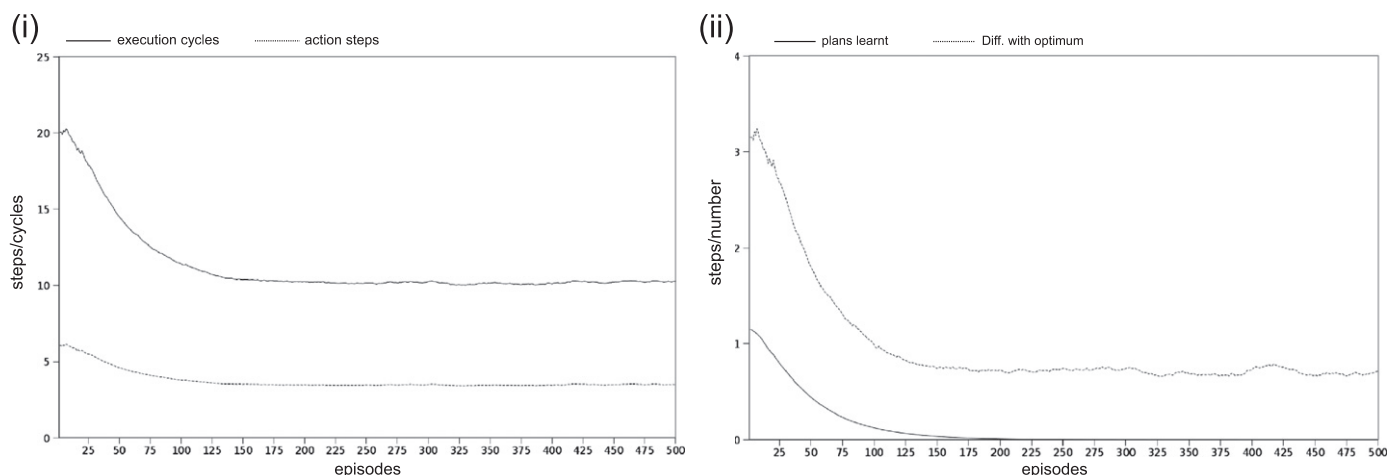 (i)
execution cycles action steps
25
20
15
10
5
0
steps/cycles
25 50 75 100 125 150 175 200 225 250 275 300 325 350 375 400 425 450 475 500
episodes
(ii)
plans learnt Diff. with optimum
4
3
2
1
0
steps/number
25 50 75 100 125 150 175 200 225 250 275 300 325 350 375 400 425 450 475 500
episodes